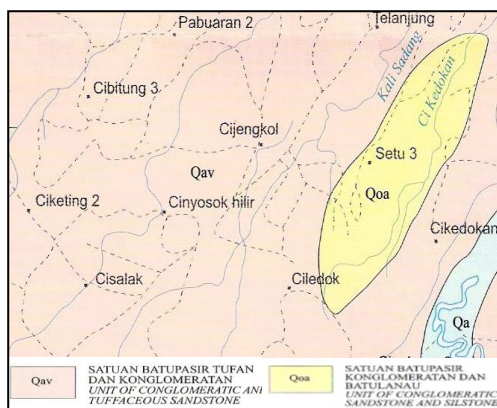 Pabuaran 2
Telanjung
Kali Sadang
Ci Kedokan
Cibitung 3
Cijengkol
Setu 3
Qav
Qoa
Ciketing 2
Cinyosok hilir
Cikedokan
Cisalak
Ciledok
Qa
Qav
SATUAN BATUPASIR TUFAN
DAN KONGLOMERATAN
UNIT OF CONGLOMERATIC AN
TUFFACEOUS SANDSTONE
Qoa
SATUAN BATUPASIR
KONGLOMERATAN DAN
BATULANAU
UNIT OF CONGLOMERATIC
SANDSTONE AND SILSTONE